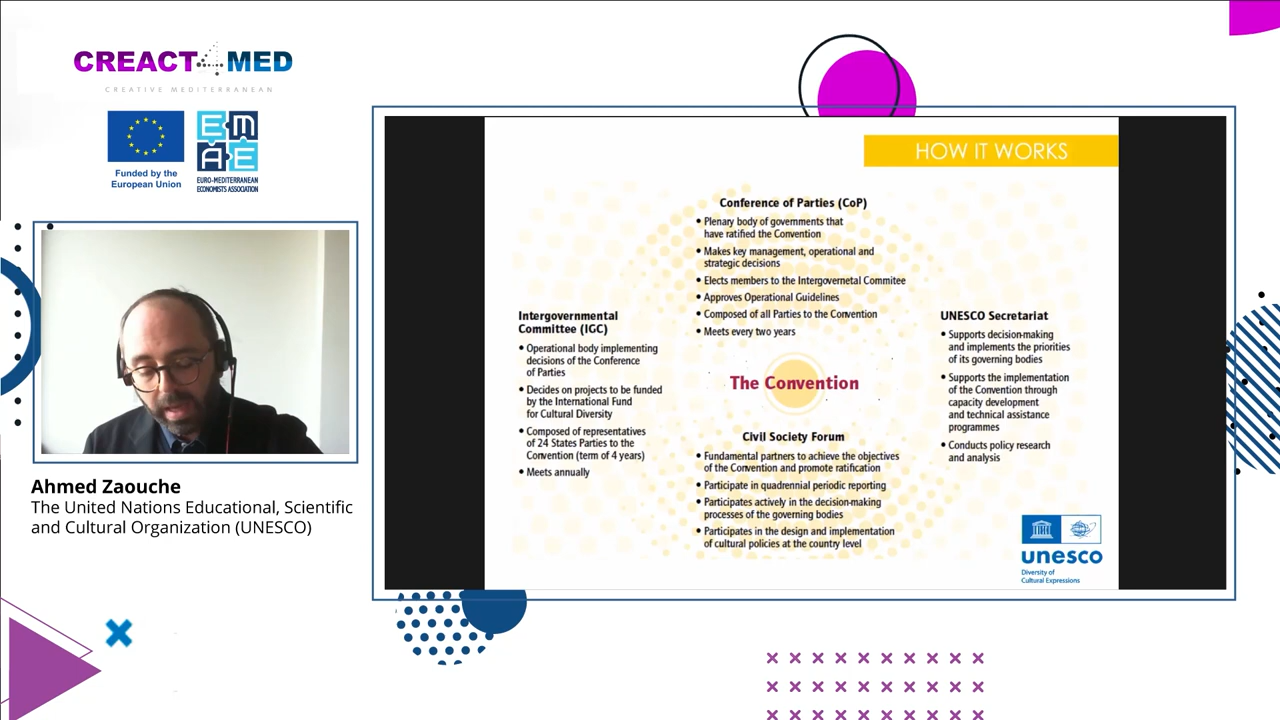 CREACT4MED
CREATIVE MEDITERRANEAN
Funded by the
European Union
EMAE
EURO-MEDITERRANEAN
ECONOMISTS ASSOCIATION
Ahmed Zaouche
The United Nations Educational, Scientific
and Cultural Organization (UNESCO)
HOW IT WORKS
Conference of Parties (CoP)
• Plenary body of governments that
have ratified the Convention
• Makes key management, operational and
strategic decisions
• Elects members to the Intergovernetal Commitee
• Approves Operational Guidelines
• Composed of all Parties to the Convention
• Meets every two years
Intergovernmental
Committee (IGC)
• Operational body implementing
decisions of the Conference
of Parties
• Decides on projects to be funded
by the International Fund
for Cultural Diversity
• Composed of representatives
of 24 States Parties to the
Convention (term of 4 years)
• Meets annually
The Convention
UNESCO Secretariat
• Supports decision-making
and implements the priorities
of its governing bodies
• Supports the implementation
of the Convention through
capacity development
and technical assistance
programmes
• Conducts policy research
and analysis
Civil Society Forum
• Fundamental partners to achieve the objectives
of the Convention and promote ratification
• Participate in quadrennial periodic reporting
• Participates actively in the decision-making
processes of the governing bodies
• Participates in the design and implementation
of cultural policies at the country level
unesco
Diversity of
Cultural Expressions